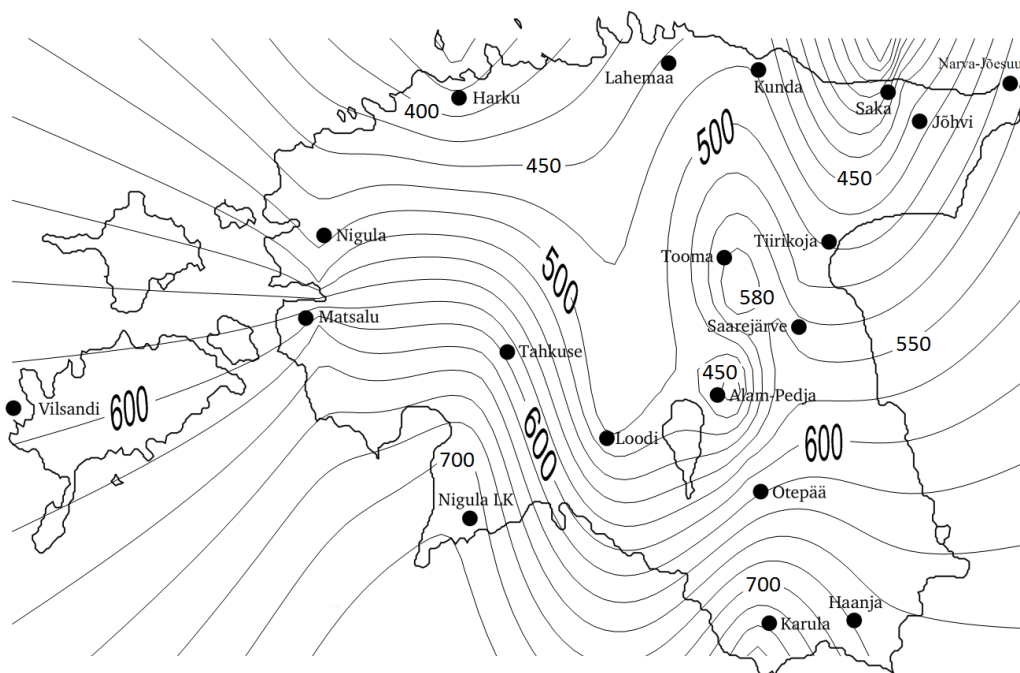 Narva-Jõesuu
Lahemaa
Kunda
Harku
400
Saka
Jõhvi
500
450
450
Nigula
Tiirikoja
Tooma
500
580
Matsalu
Saarejärve
550
Tahkuse
450
Alam-Pedja
Vilsandi
600
600
Loodi
600
700
Otepää
Nigula LK
700
Haanja
Karula